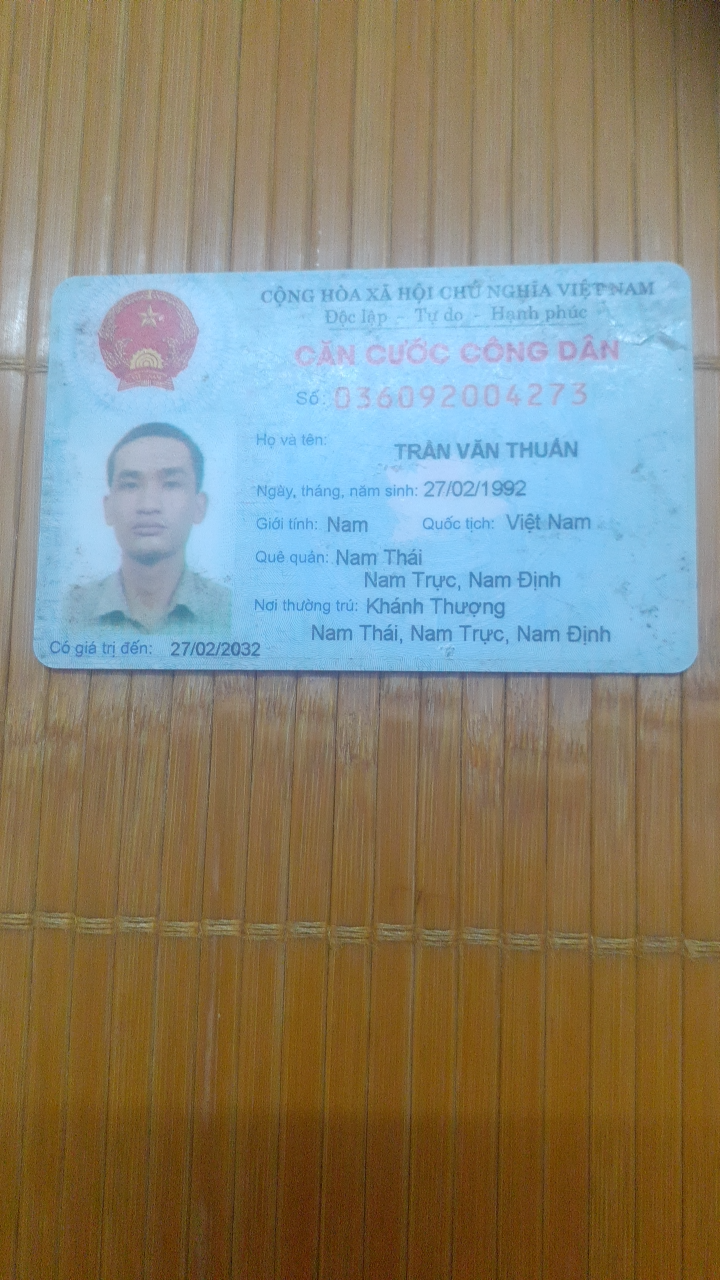 CỘNG HÒA XÃ HỘI CHỦ NGHĨA VIỆT NAM
Độc lập - Tự do - Hạnh phúc
CĂN CƯỚC CÔNG DÂN
Số: 036092004273
Họ và tên: TRẦN VĂN THUẤN
Ngày, tháng, năm sinh: 27/02/1992
Giới tính: Nam Quốc tịch: Việt Nam
Quê quán: Nam Thái
Nam Trực, Nam Định
Nơi thường trú: Khánh Thượng
Nam Thái, Nam Trực, Nam Định
Có giá trị đến: 27/02/2032